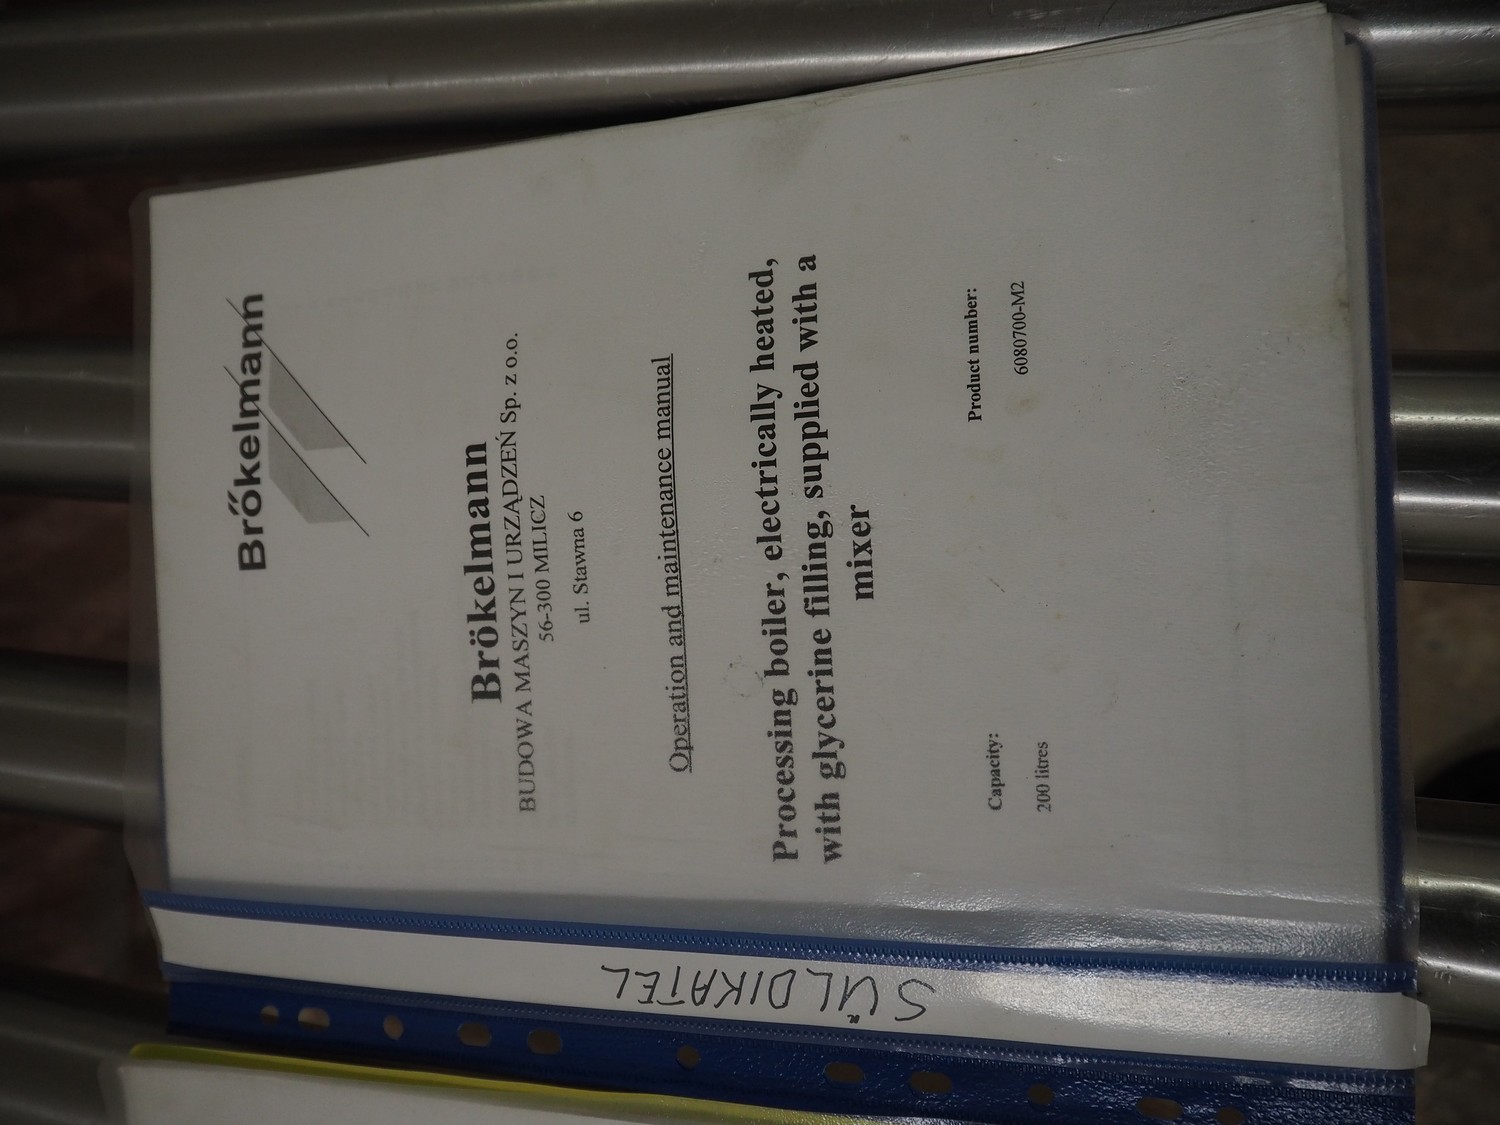 Brőkelmann
Brökelmann
BUDOWA MASZYN I URZĄDZEŃ Sp. z o.o.
56-300 MILICZ
ul. Stawna 6
Operation and maintenance manual
Processing boiler, electrically heated,
with glycerine filling, supplied with a
mixer
Capacity:
Product number:
200 litres
6080700-M2
SÜLDIKATEL